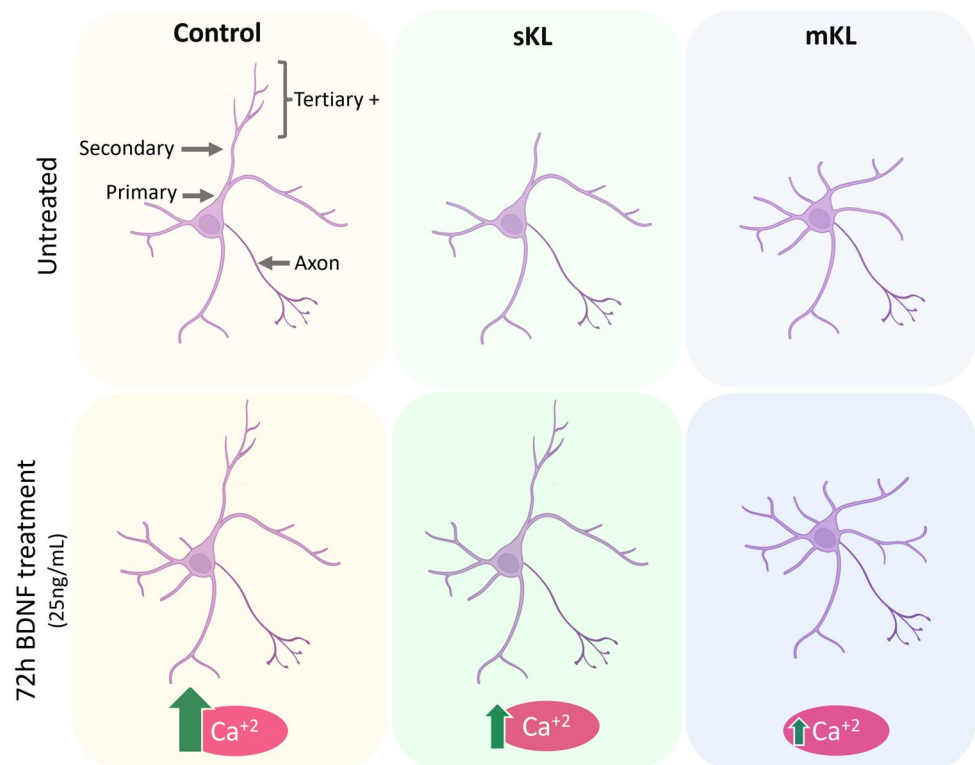 Control
sKL
mKL
Tertiary +
Secondary
Primary
Axon
Untreated
72h BDNF treatment
(25ng/mL)
Ca+2
Ca+2
Ca+2